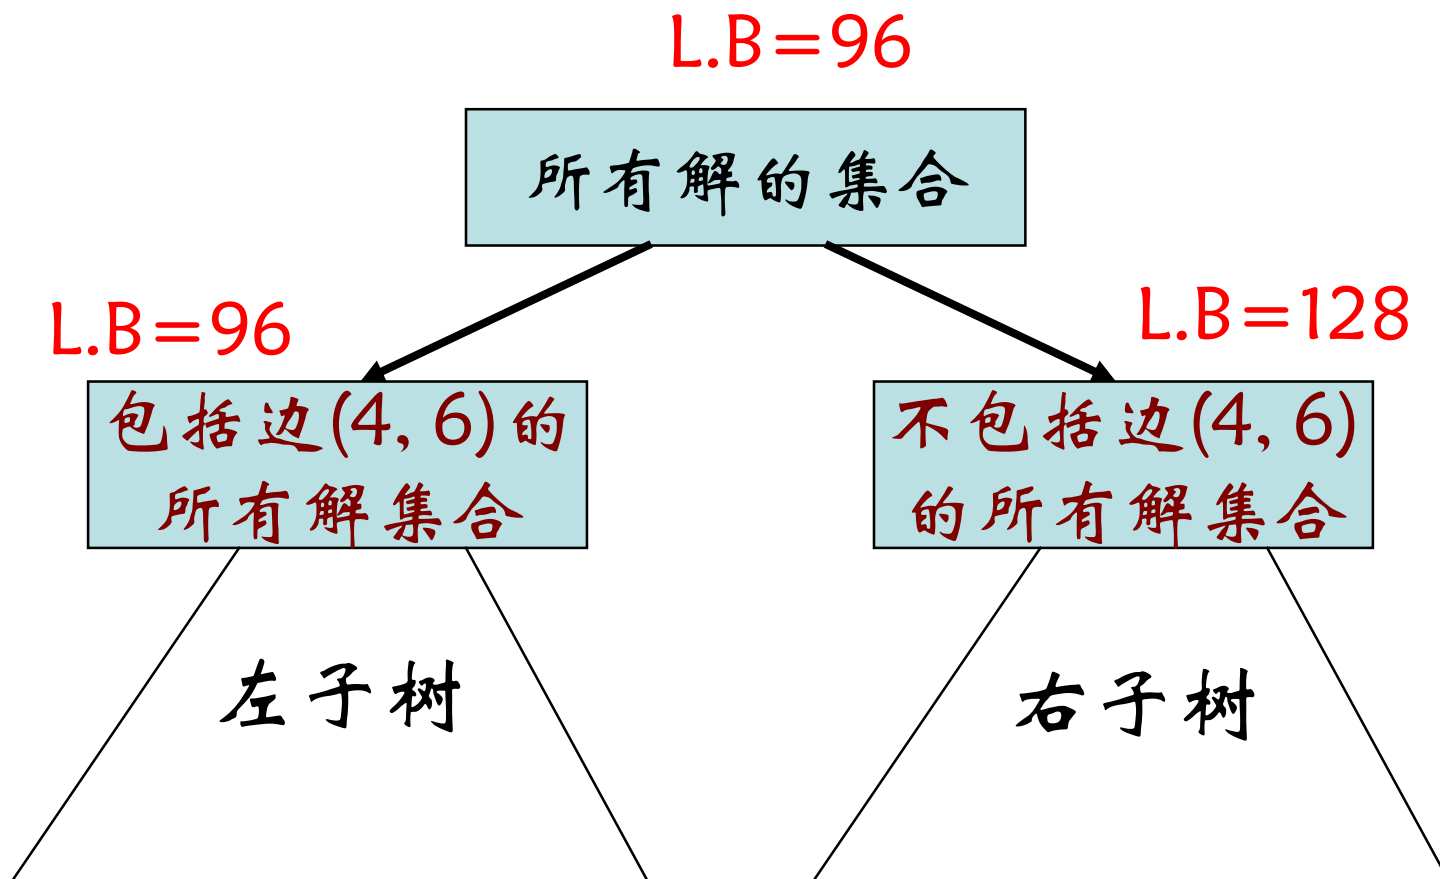 L.B=96
所有解的集合
L.B=96
L.B=128
包括边(4, 6)的
所有解集合
不包括边(4, 6)
的所有解集合
左子树
右子树